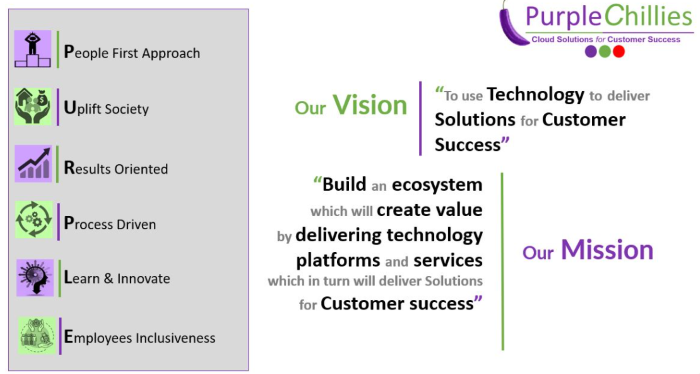 People First Approach
Uplift Society
Results Oriented
Process Driven
Learn & Innovate
Employees Inclusiveness
PurpleChillies
Cloud Solutions for Customer Success
Our Vision
“To use Technology to deliver
Solutions for Customer
Success”
“Build an ecosystem
which will create value
by delivering technology
platforms and services
which in turn will deliver Solutions
for Customer success”
Our Mission